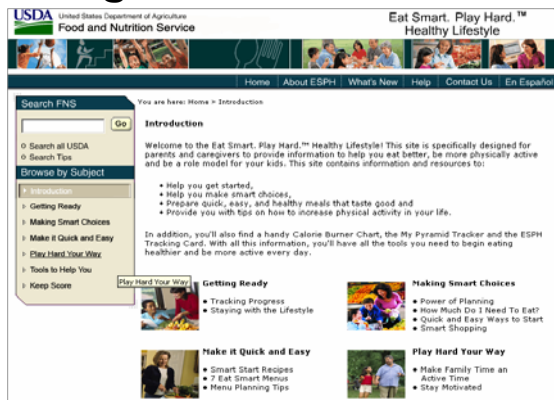 USDA United States Department of Agriculture
Food and Nutrition Service
Eat Smart. Play Hard.™
Healthy Lifestyle
Home About ESPH What's New Help Contact Us En Español
Search FNS
Go
Search all USDA
Search Tips
Browse by Subject
Introduction
Getting Ready
Making Smart Choices
Make it Quick and Easy
Play Hard Your Way
Tools to Help You
Keep Score
Play Hard Your Way
You are here: Home » Introduction
Introduction
Welcome to the Eat Smart. Play Hard.™ Healthy Lifestyle! This site is specifically designed for
parents and caregivers to provide information to help you eat better, be more physically active
and be a role model for your kids. This site contains information and resources to:
• Help you get started,
• Help you make smart choices,
• Prepare quick, easy, and healthy meals that taste good and
• Provide you with tips on how to increase physical activity in your life.
In addition, you'll also find a handy Calorie Burner Chart, the My Pyramid Tracker and the ESPH
Tracking Card. With all this information, you'll have all the tools you need to begin eating
healthier and be more active every day.
Getting Ready
• Tracking Progress
• Staying with the Lifestyle
Making Smart Choices
• Power of Planning
• How Much Do I Need To Eat?
• Quick and Easy Ways to Start
• Smart Shopping
Make it Quick and Easy
• Smart Start Recipes
• 7 Eat Smart Menus
• Menu Planning Tips
Play Hard Your Way
• Make Family Time an
Active Time
• Stay Motivated